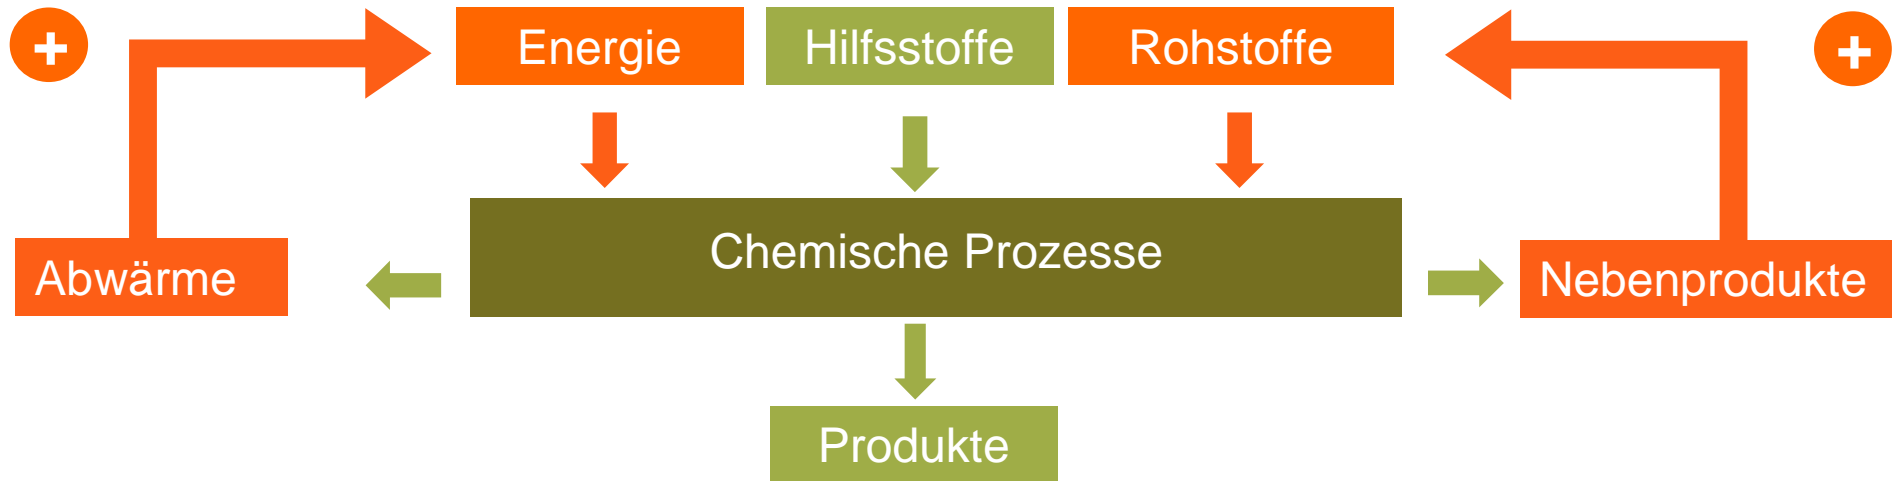 +
Energie
Hilfsstoffe
Rohstoffe
+
Chemische Prozesse
Abwärme
Nebenprodukte
Produkte